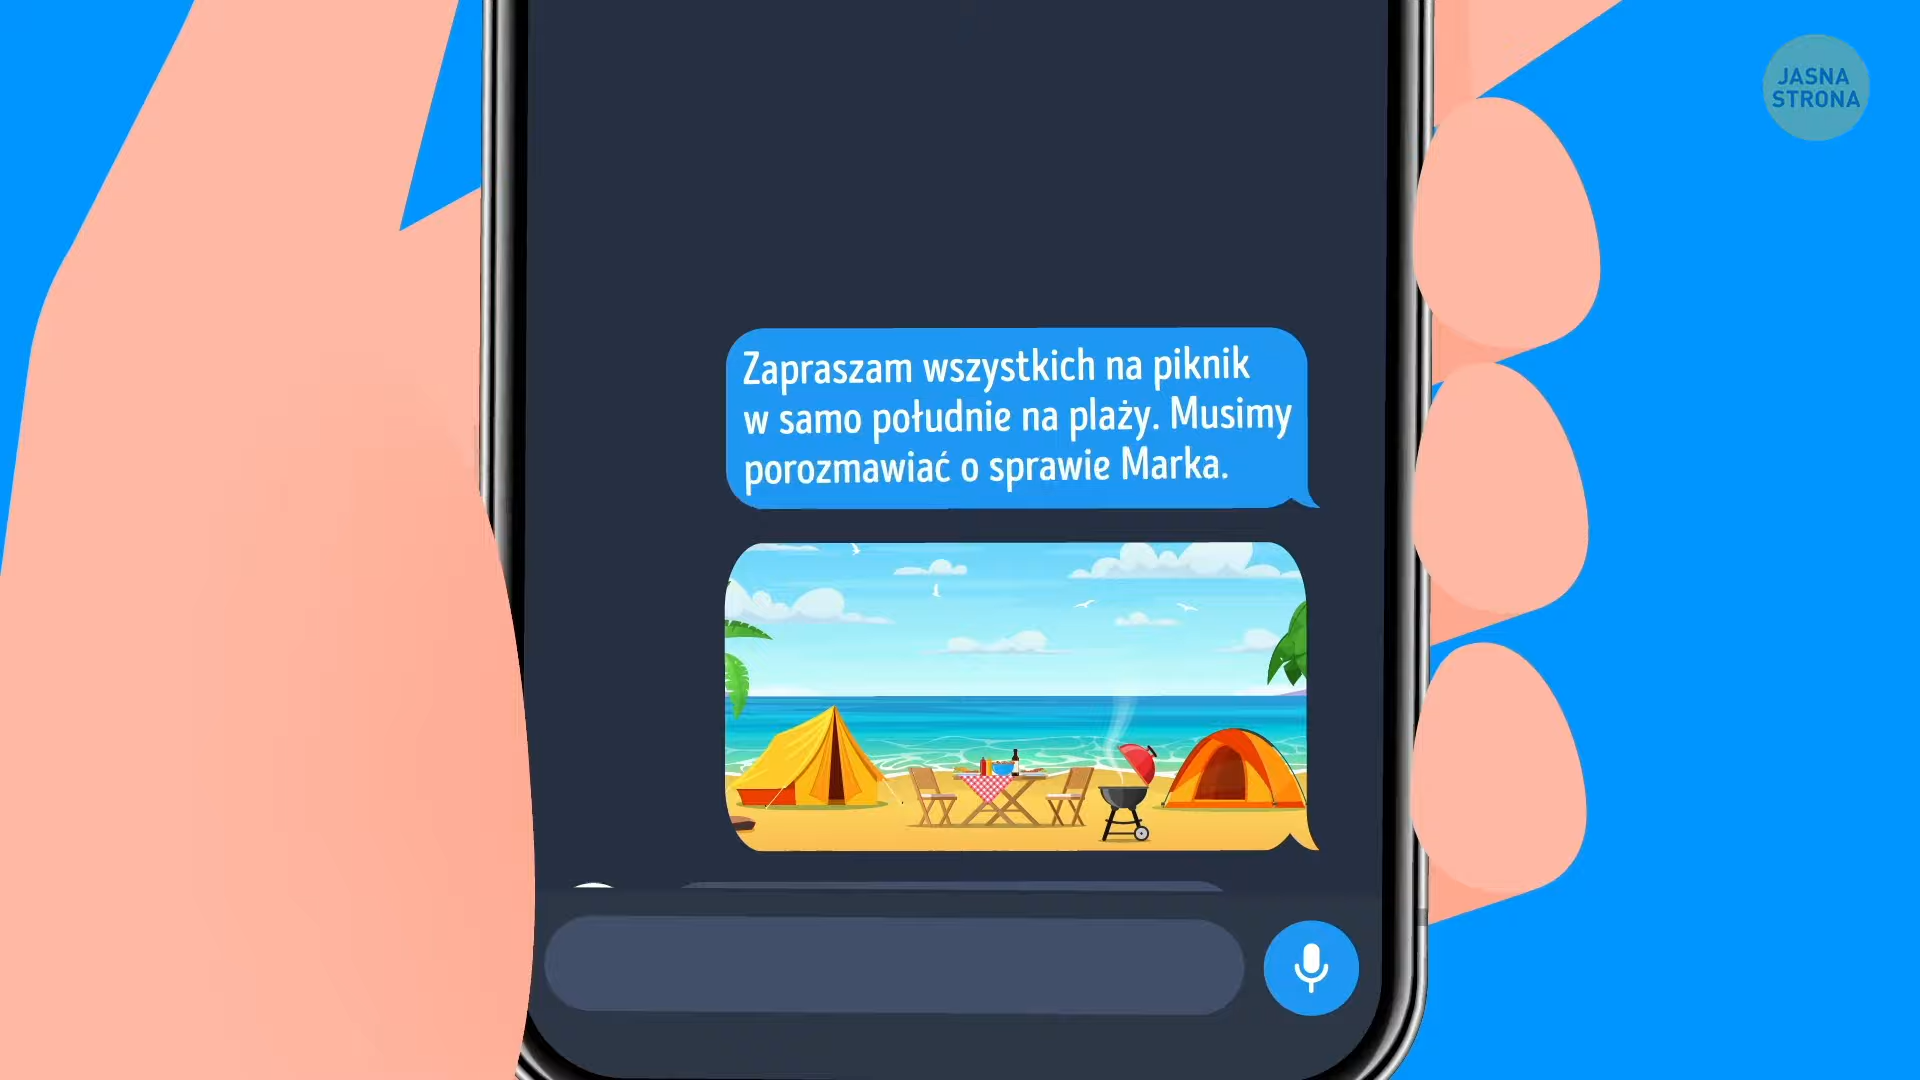 JASNA
STRONA
Zapraszam wszystkich na piknik
w samo południe na plaży. Musimy
porozmawiać o sprawie Marka.